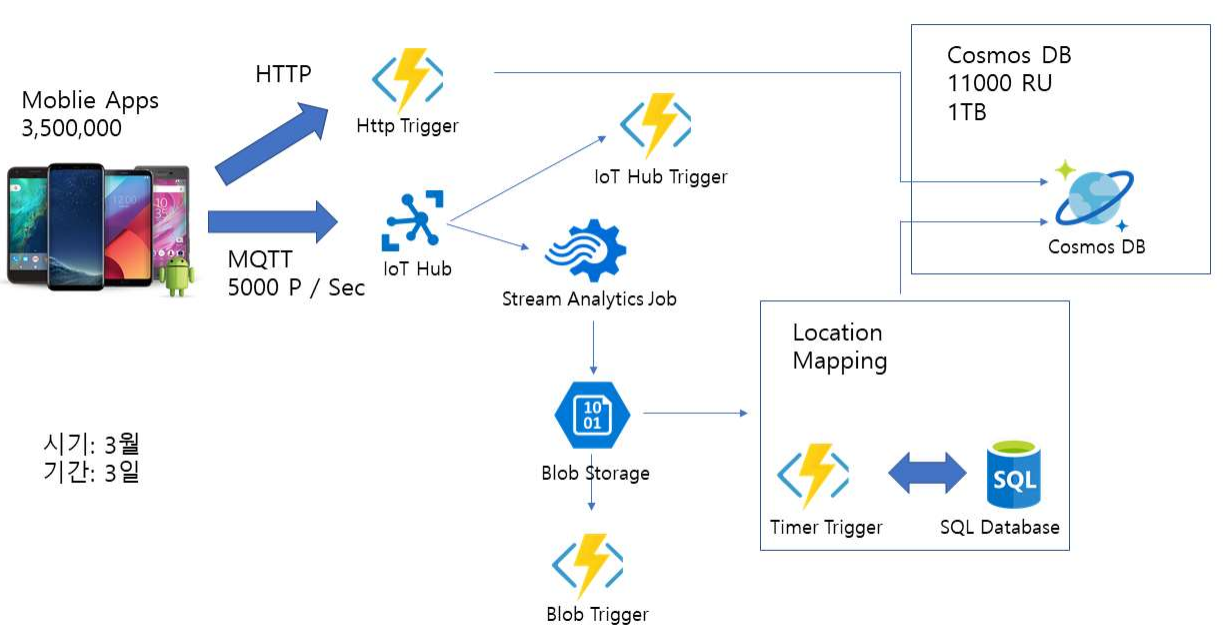 HTTP
Moblie Apps
3,500,000
Http Trigger
MQTT
5000 P / Sec
IoT Hub
IoT Hub Trigger
Stream Analytics Job
Cosmos DB
11000 RU
1TB
Cosmos DB
10
01
Blob Storage
Blob Trigger
Location
Mapping
Timer Trigger
SQL
SQL Database
시기: 3월
기간: 3일